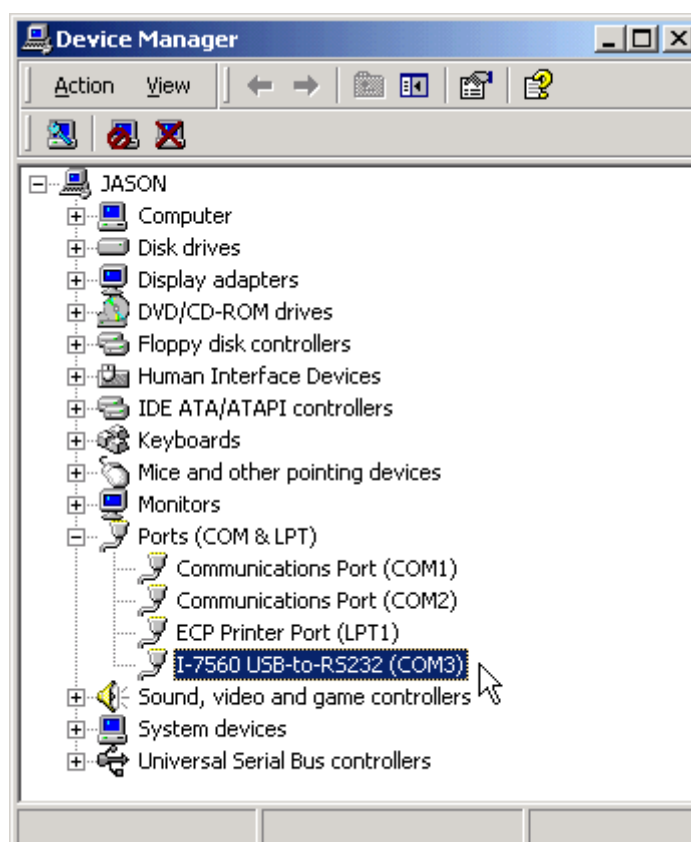 Device Manager
Action View
JASON
Computer
Disk drives
Display adapters
DVD/CD-ROM drives
Floppy disk controllers
Human Interface Devices
IDE ATA/ATAPI controllers
Keyboards
Mice and other pointing devices
Monitors
Ports (COM & LPT)
Communications Port (COM1)
Communications Port (COM2)
ECP Printer Port (LPT1)
I-7560 USB-to-RS232 (COM3)
Sound, video and game controllers
System devices
Universal Serial Bus controllers